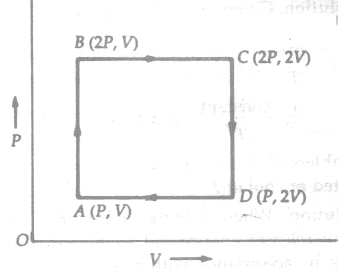 B (2P, V)
C (2P, 2V)
P
A (P, V)
D (P, 2V)
O
V